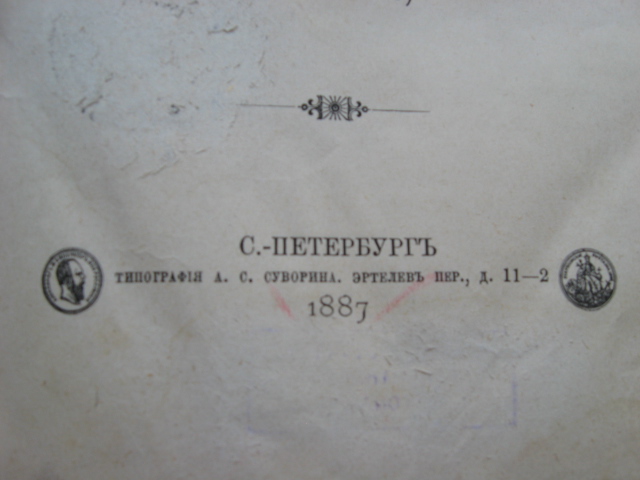 С.-ПЕТЕРБУРГЪ
ТИПОГРАФІЯ А. С. СУВОРИНА. ЭРТЕЛЕВЪ ПЕР., Д. 11—2
1887